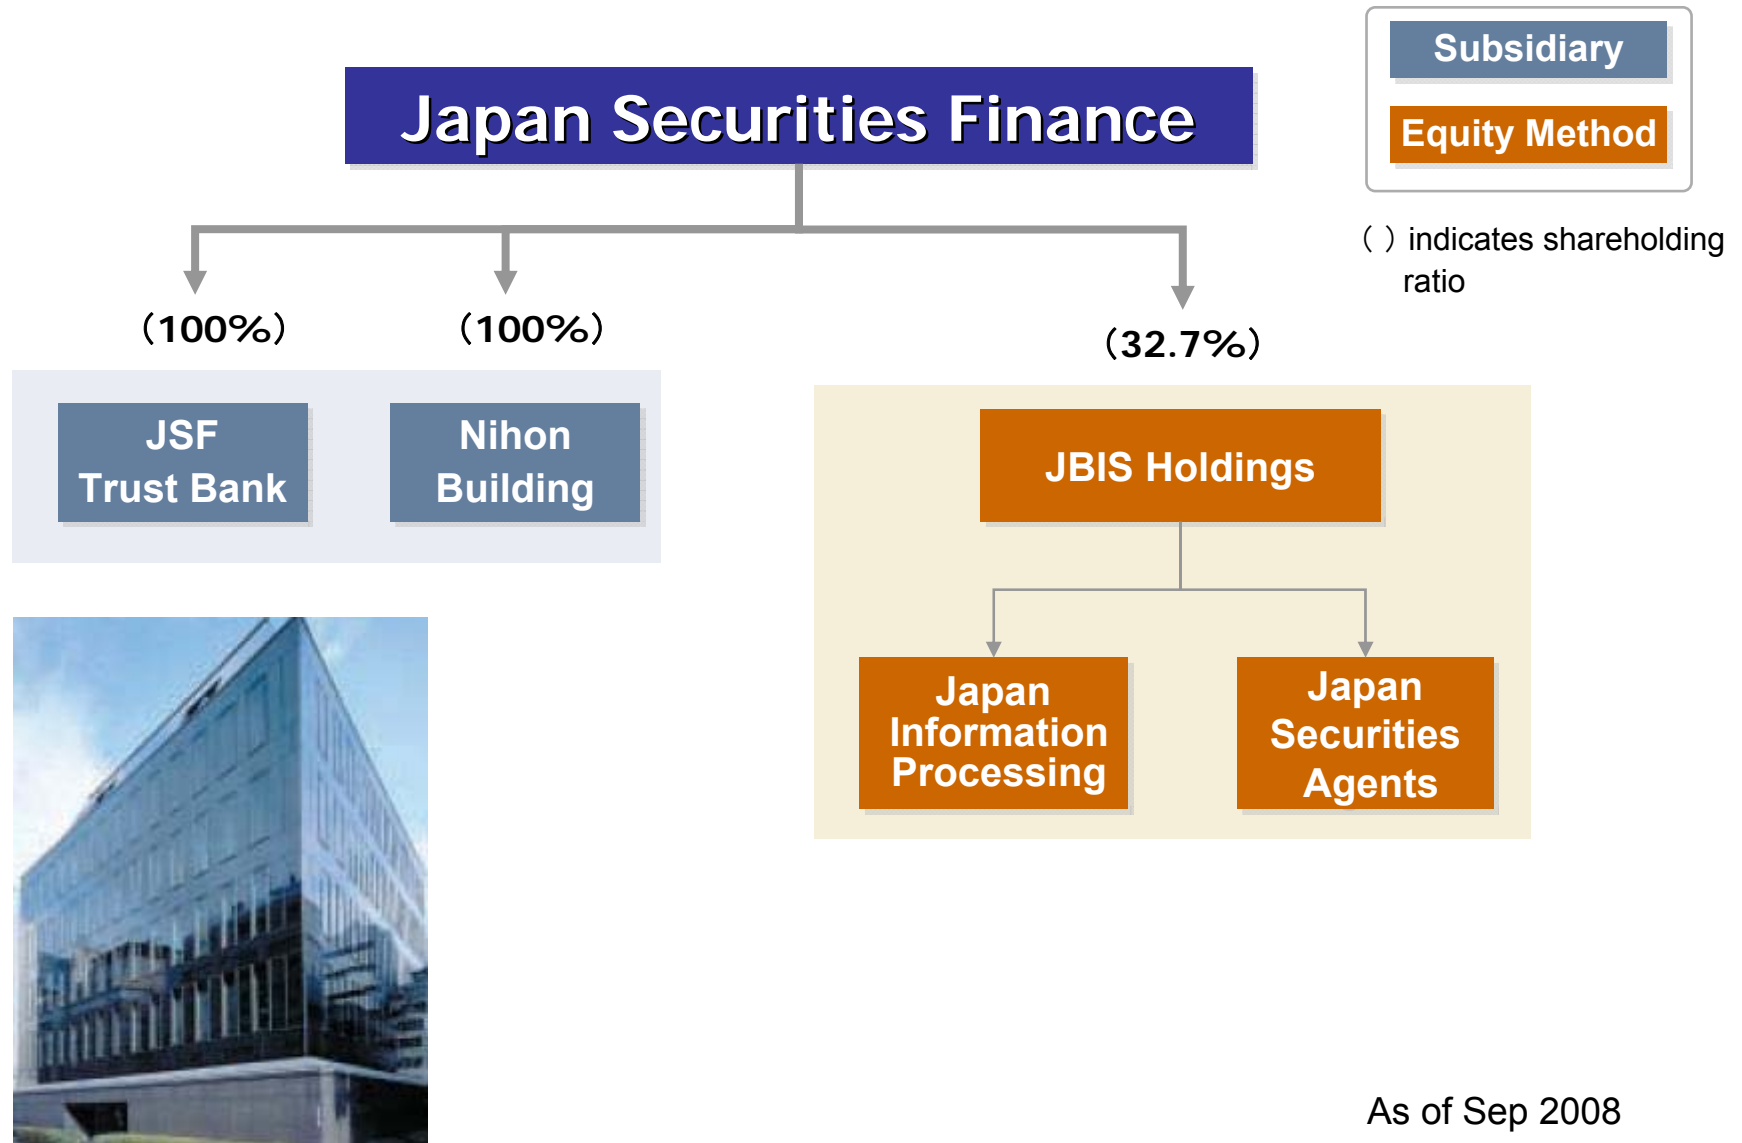 Subsidiary
Japan Securities Finance
Equity Method
( ) indicates shareholding
ratio
(100%) (100%)
(32.7%)
JSF
Trust Bank
Nihon
Building
JBIS Holdings
Japan
Information
Processing
Japan
Securities
Agents
As of Sep 2008